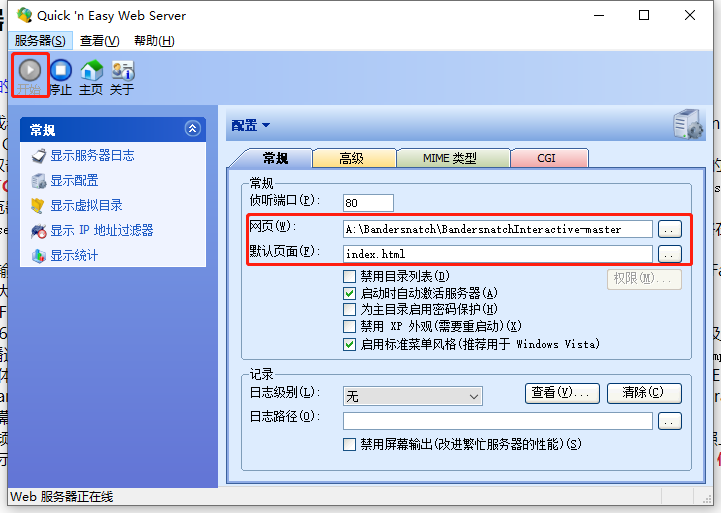 Quick 'n Easy Web Server
服务器(S) 查看(V) 帮助(H)
开始 停止 主页 关于
常规
显示服务器日志
显示配置
显示虚拟目录
显示 IP 地址过滤器
显示统计
配置
常规 高级 MIME 类型 CGI
常规
侦听端口(P): 80
网页(W): A:\Bandersnatch\BandersnatchInteractive-master ..
默认页面(F): index.html ..
禁用目录列表(D) 权限(M)...
启动时自动激活服务器(A)
为主目录启用密码保护(H)
禁用 XP 外观(需要重启动)(X)
启用标准菜单风格(推荐用于 Windows Vista)
记录
日志级别(L): 无 查看(V)... 清除(C)
日志路径(O): ..
禁用屏幕输出(改进繁忙服务器的性能)(S)
Web 服务器正在线